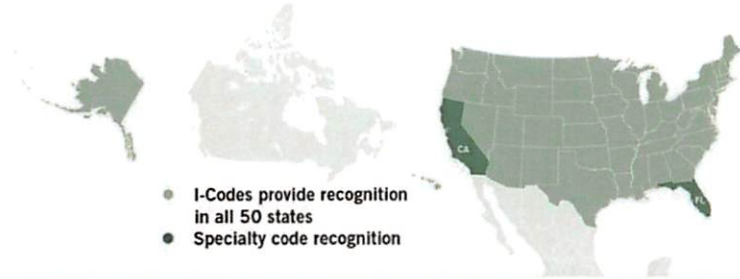 CA
I-Codes provide recognition
in all 50 states
Specialty code recognition
FL